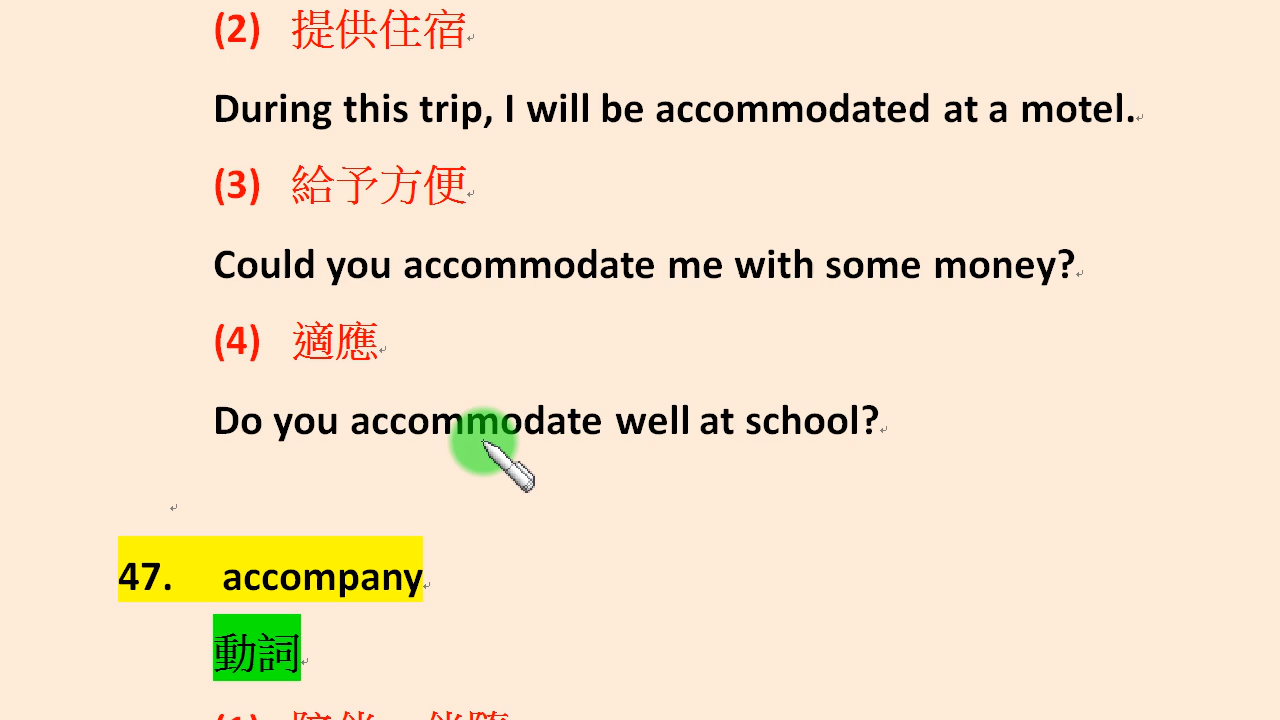 (2) 提供住宿
During this trip, I will be accommodated at a motel.
(3) 給予方便
Could you accommodate me with some money?
(4) 適應
Do you accommodate well at school?
47. accompany
動詞